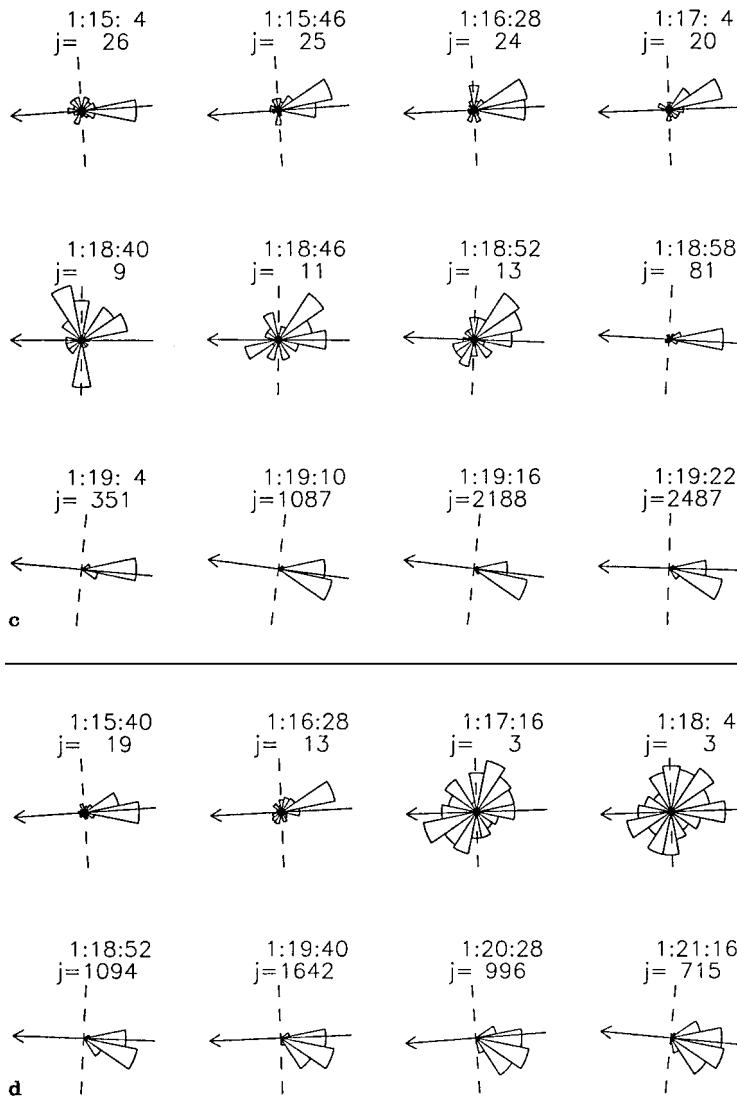 1:15: 4 1:15:46 1:16:28 1:17: 4
j= 26 j= 25 j= 24 j= 20
1:18:40 1:18:46 1:18:52 1:18:58
j= 9 j= 11 j= 13 j= 81
1:19: 4 1:19:10 1:19:16 1:19:22
j= 351 j=1087 j=2188 j=2487
c
1:15:40 1:16:28 1:17:16 1:18: 4
j= 19 j= 13 j= 3 j= 3
1:18:52 1:19:40 1:20:28 1:21:16
j=1094 j=1642 j= 996 j= 715
d